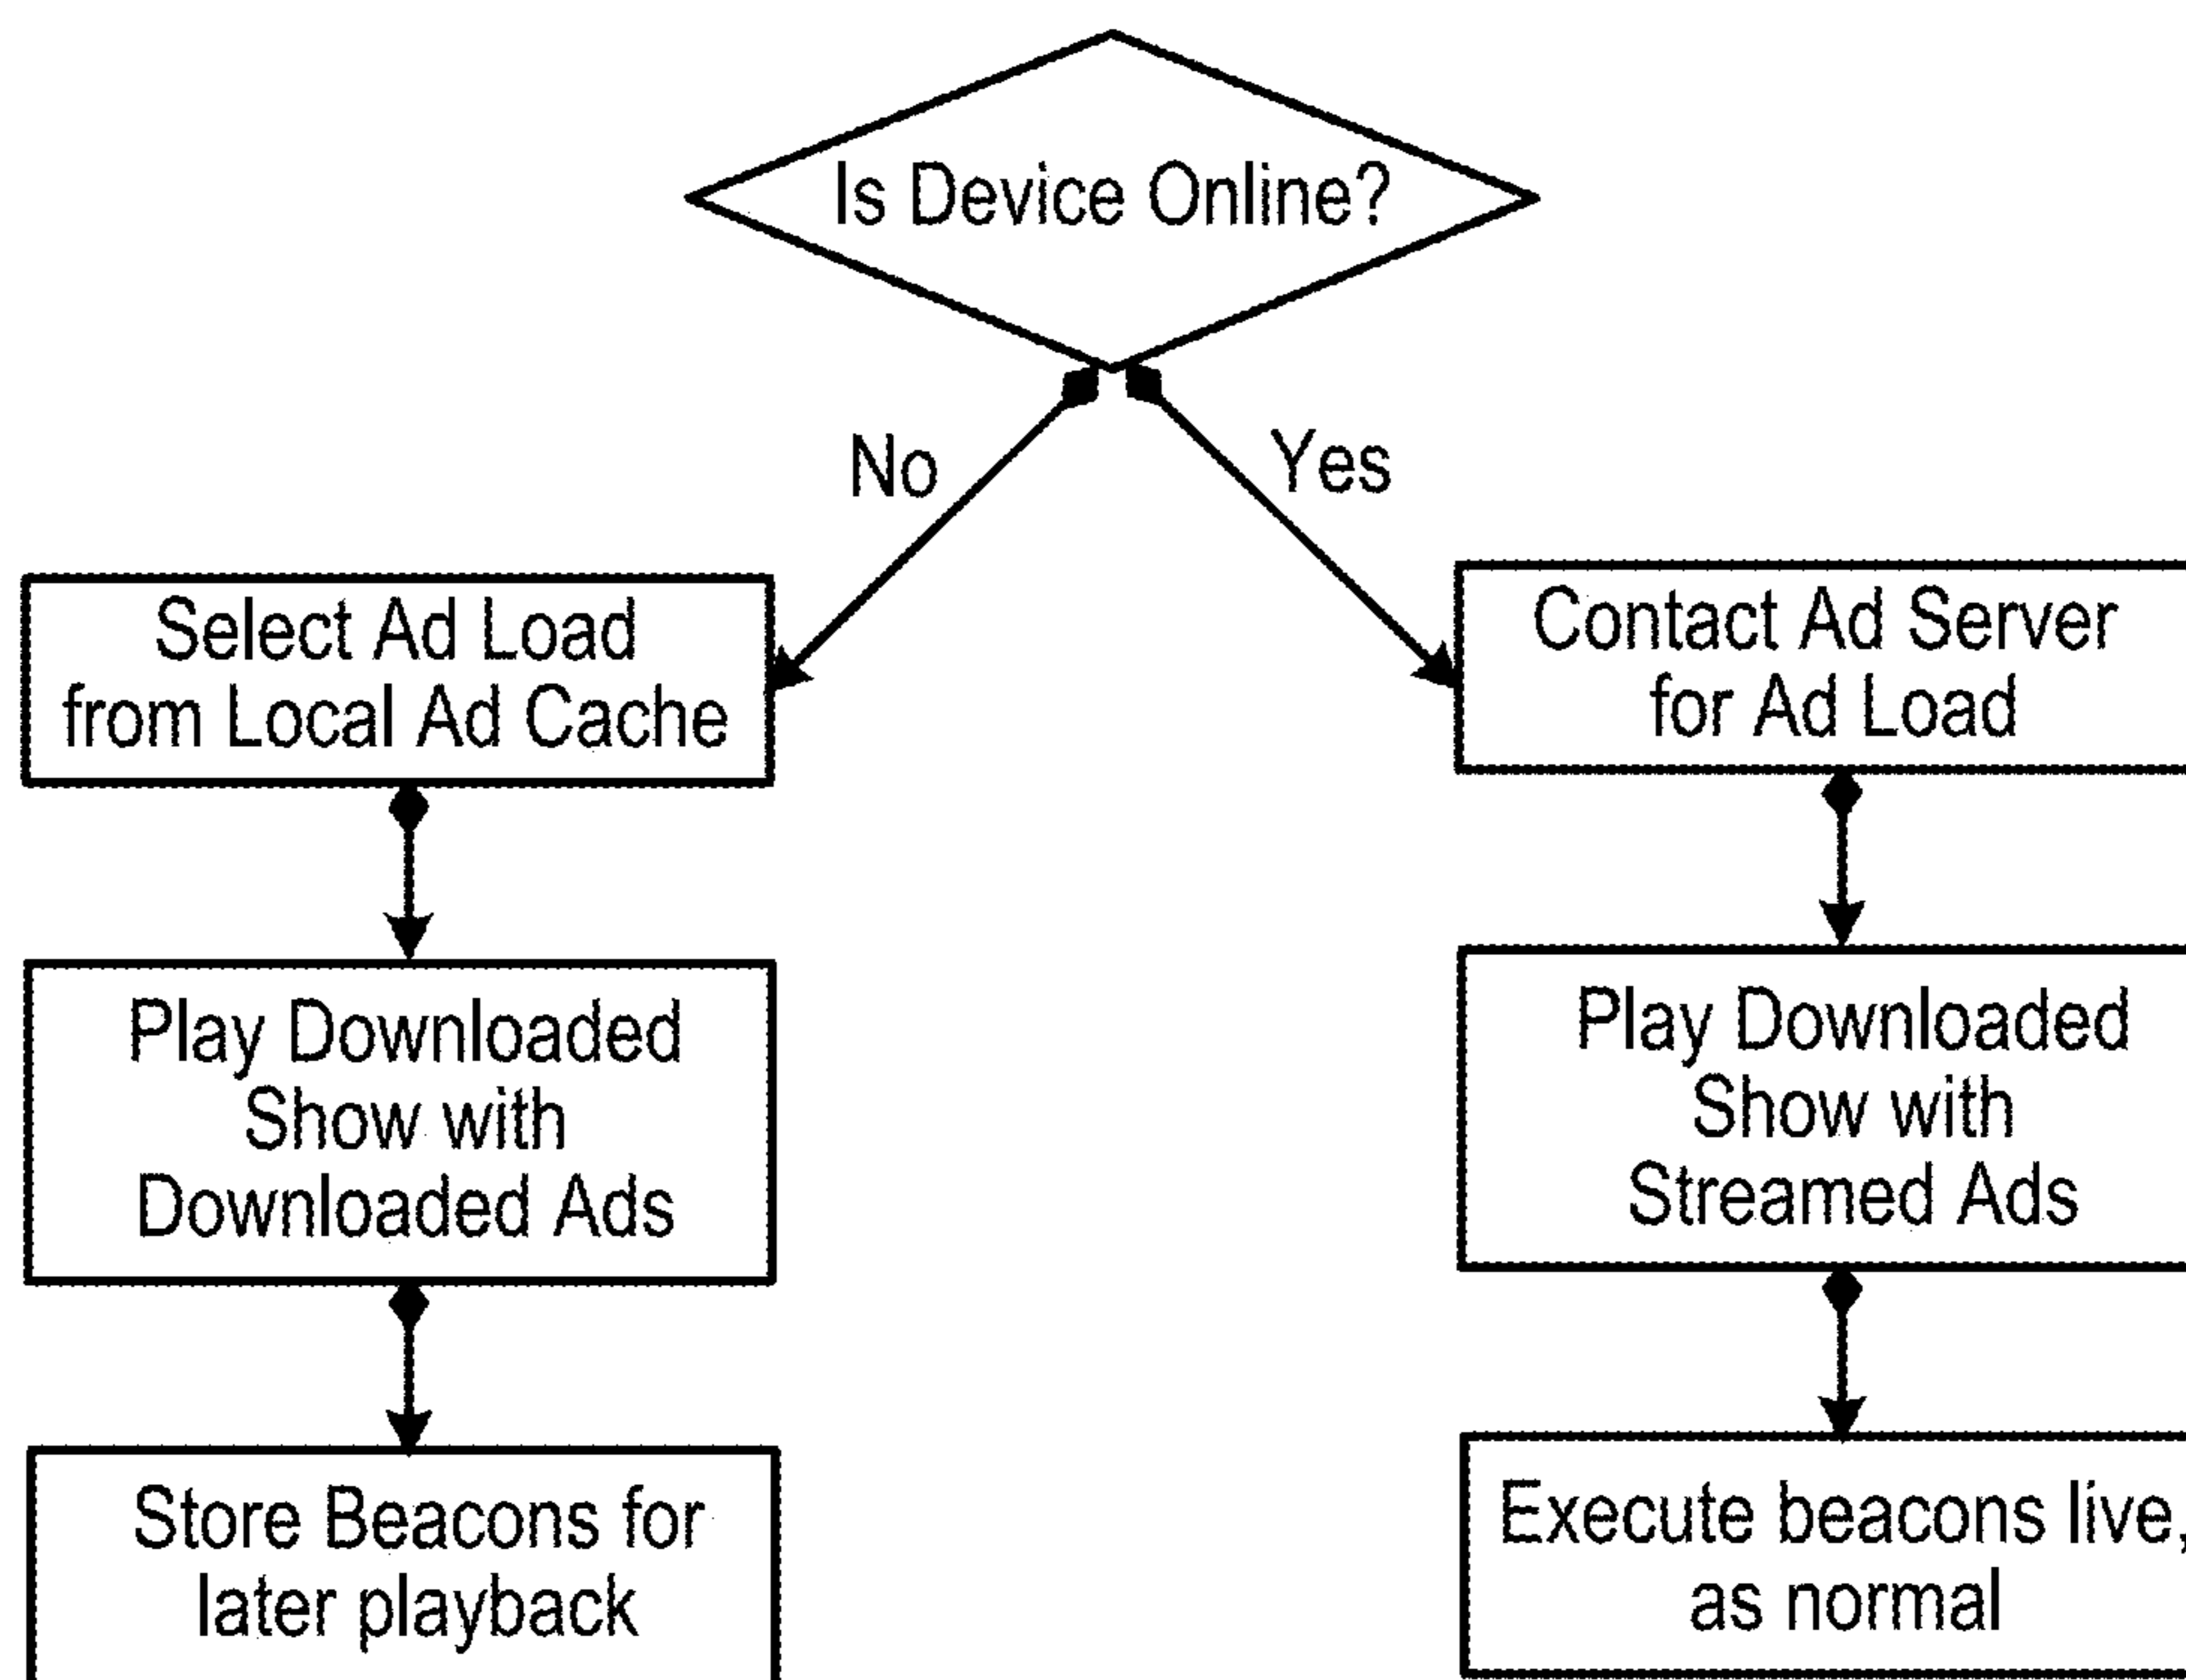 Is Device Online?
No
Yes
Select Ad Load
from Local Ad Cache
Contact Ad Server
for Ad Load
Play Downloaded
Show with
Downloaded Ads
Play Downloaded
Show with
Streamed Ads
Store Beacons for
later playback
Execute beacons live,
as normal